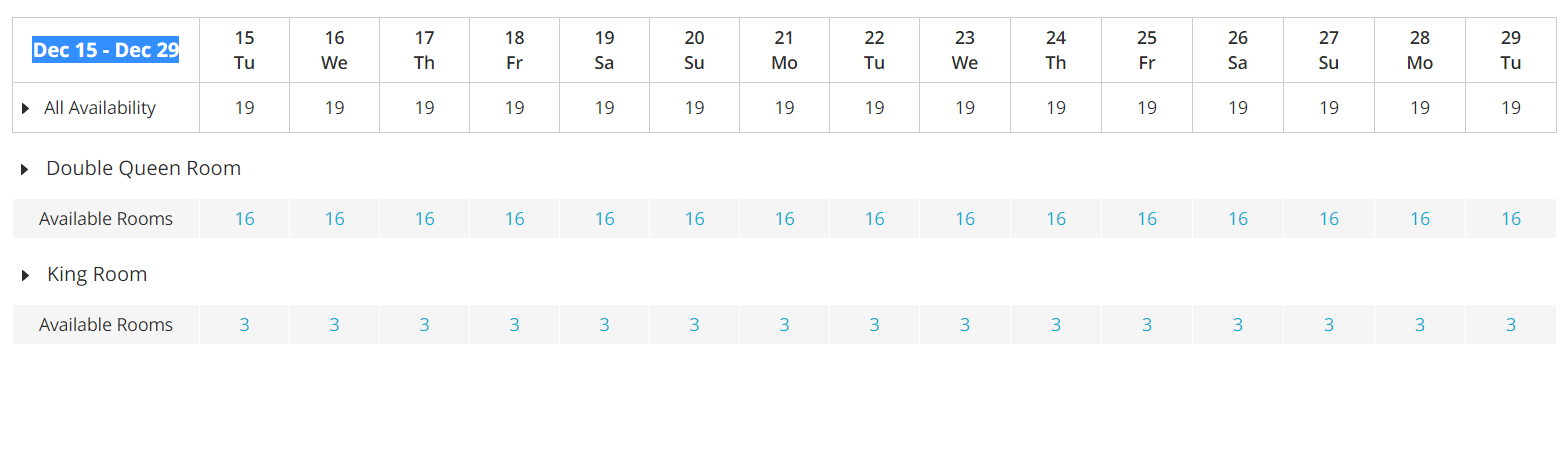 Dec 15 - Dec 29 15 16 17 18 19 20 21 22 23 24 25 26 27 28 29
Tu We Th Fr Sa Su Mo Tu We Th Fr Sa Su Mo Tu
All Availability 19 19 19 19 19 19 19 19 19 19 19 19 19 19 19
Double Queen Room
Available Rooms 16 16 16 16 16 16 16 16 16 16 16 16 16 16 16
King Room
Available Rooms 3 3 3 3 3 3 3 3 3 3 3 3 3 3 3